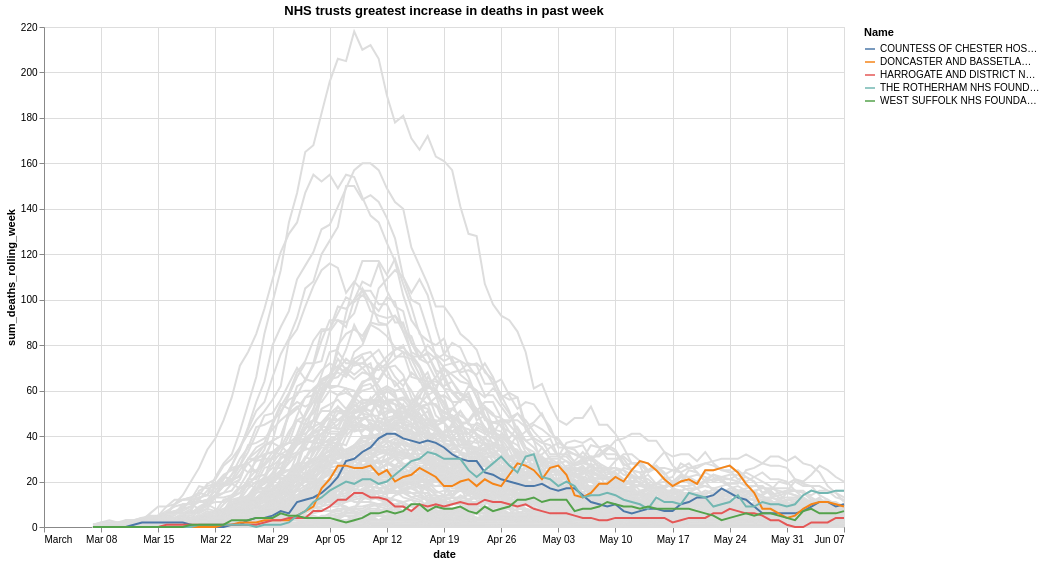 NHS trusts greatest increase in deaths in past week
220
200
180
160
140
120
100
80
60
40
20
0
sum_deaths_rolling_week
March
Mar 08
Mar 15
Mar 22
Mar 29
Apr 05
Apr 12
Apr 19
Apr 26
May 03
May 10
May 17
May 24
May 31
Jun 07
date
Name
COUNTESS OF CHESTER HOS…
DONCASTER AND BASSETLA…
HARROGATE AND DISTRICT N…
THE ROTHERHAM NHS FOUND…
WEST SUFFOLK NHS FOUNDA…